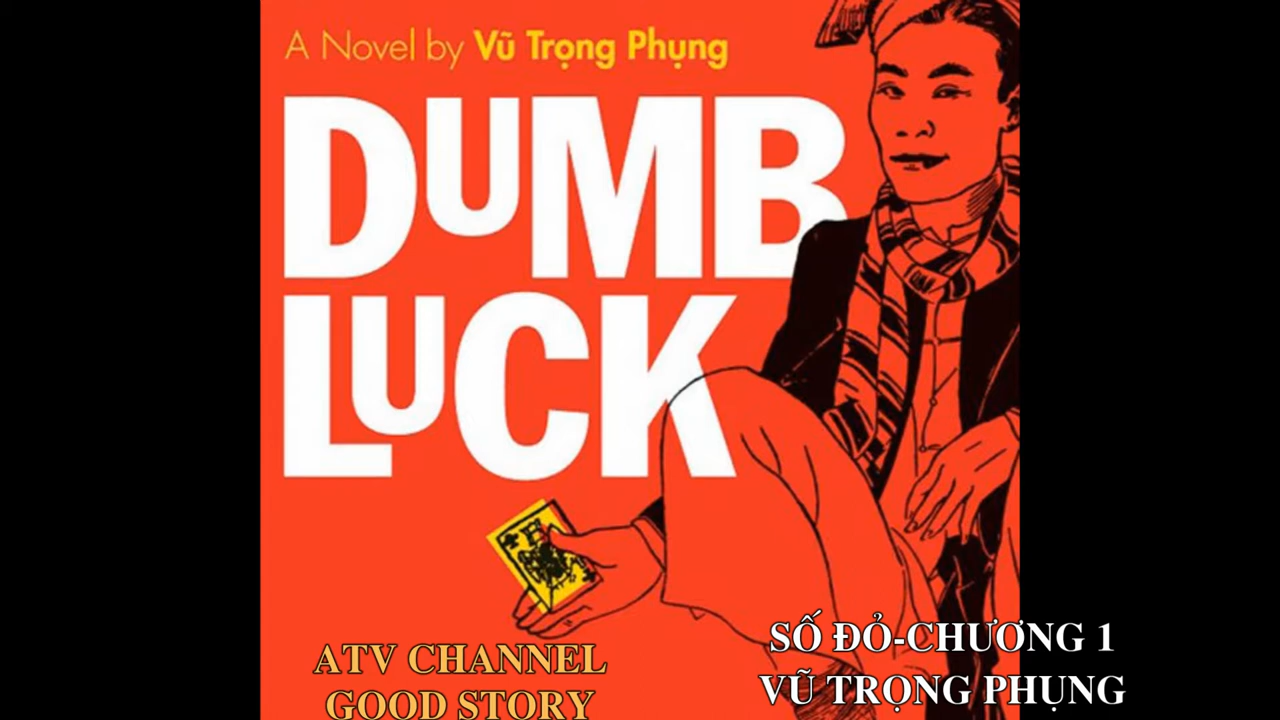 A Novel by Vũ Trọng Phụng
DUMB
LUCK
ATV CHANNEL
GOOD STORY
SỐ ĐỎ-CHƯƠNG 1
VŨ TRỌNG PHỤNG